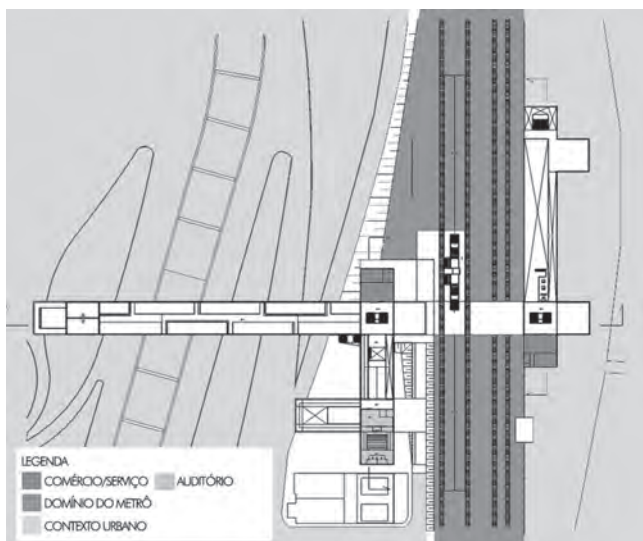 LEGENDA
COMÉRCIO/SERVIÇO AUDITÓRIO
DOMÍNIO DO METRÔ
CONTEXTO URBANO